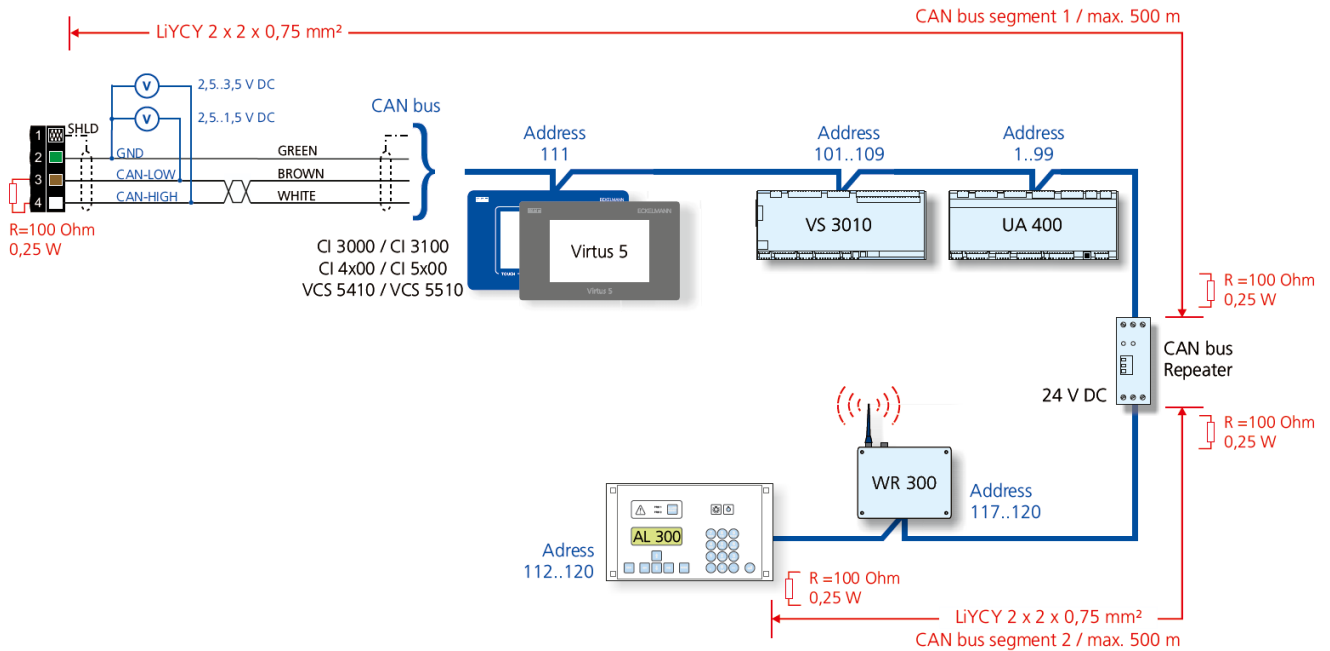 CAN bus segment 1 / max. 500 m
LiYCY 2 x 2 x 0,75 mm²
V
2,5..3,5 V DC
V
2,5..1,5 V DC
CAN bus
1
SHLD
2
GND
GREEN
3
CAN-LOW
BROWN
4
CAN-HIGH
WHITE
R=100 Ohm
0,25 W
Address
111
Address
101..109
Address
1..99
ECKELMANN
ECKELMANN
TOUCH
Virtus 5
Virtus 5
VS 3010
UA 400
CI 3000 / CI 3100
CI 4x00 / CI 5x00
VCS 5410 / VCS 5510
R =100 Ohm
0,25 W
CAN bus
Repeater
24 V DC
R =100 Ohm
0,25 W
WR 300
Address
117..120
AL 300
Adress
112..120
R =100 Ohm
0,25 W
LiYCY 2 x 2 x 0,75 mm²
CAN bus segment 2 / max. 500 m